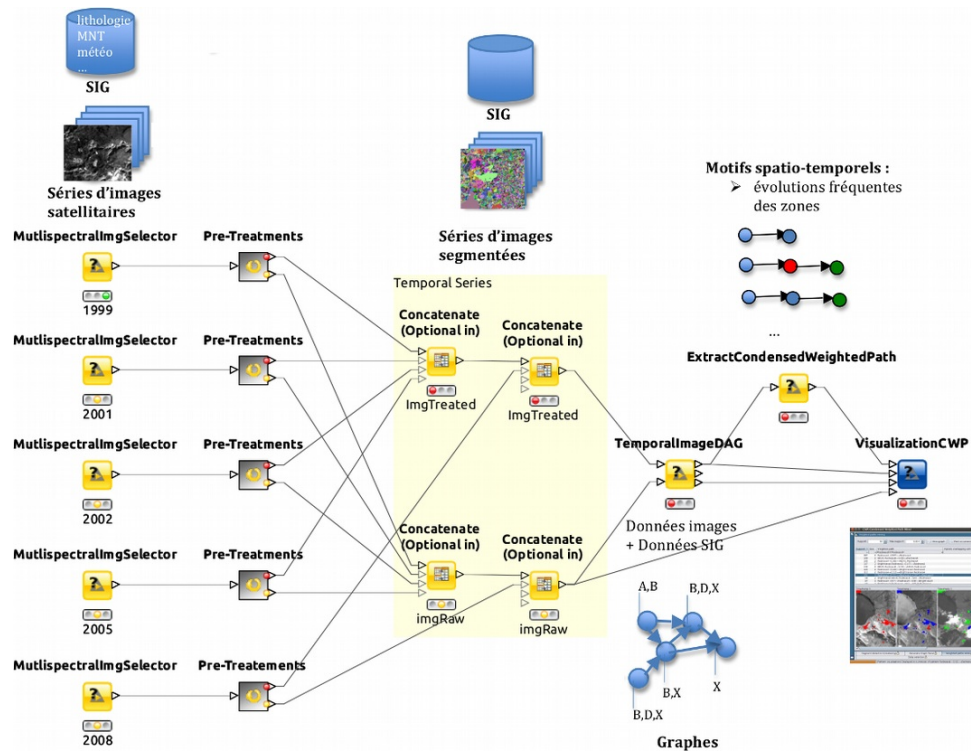 lithologic
MNT
météo
...
SIG
SIG
Séries d'images
satellitaires
Séries d'images
segmentées
Motifs spatio-temporels :
➢ évolutions fréquentes
des zones
...
MutlispectralImgSelector
Pre-Treatments
1999
MutlispectralImgSelector
Pre-Treatments
2001
MutlispectralImgSelector
Pre-Treatments
2002
MutlispectralImgSelector
Pre-Treatments
2005
MutlispectralImgSelector
Pre-Treatements
2008
Temporal Series
Concatenate
(Optional in)
ImgTreated
Concatenate
(Optional in)
ImgTreated
Concatenate
(Optional in)
imgRaw
Concatenate
(Optional in)
imgRaw
ExtractCondensedWeightedPath
TemporalImageDAG
VisualizationCWP
Données images
+ Données SIG
A,B
B,D,X
B,X
X
B,D,X
Graphes